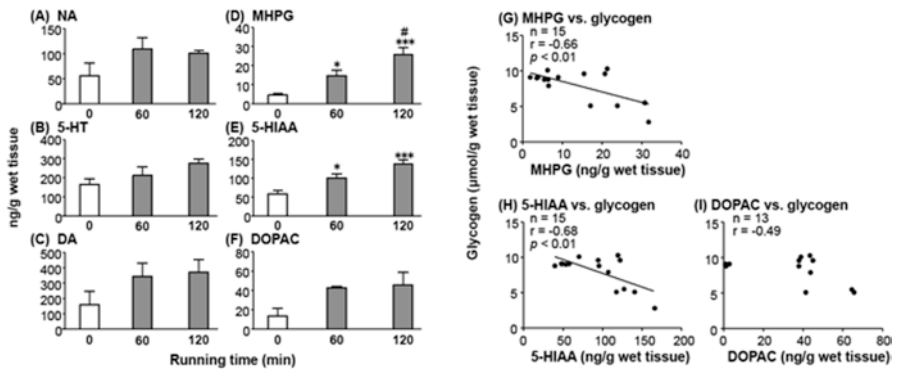 (A) NA
150
100
50
0
0 60 120
(B) 5-HT
400
300
200
100
0
0 60 120
(C) DA
500
400
300
200
100
0
0 60 120
(D) MHPG
#
***
*
40
30
20
10
0
0 60 120
(E) 5-HIAA
***
*
200
150
100
50
0
0 60 120
(F) DOPAC
80
60
40
20
0
0 60 120
ng/g wet tissue
Running time (min)
(G) MHPG vs. glycogen
n = 15
r = -0.66
p < 0.01
15
10
5
0
0 10 20 30 40
MHPG (ng/g wet tissue)
Glycogen (μmol/g wet tissue)
(H) 5-HIAA vs. glycogen
n = 15
r = -0.68
p < 0.01
15
10
5
0
0 50 100 150 200
5-HIAA (ng/g wet tissue)
(I) DOPAC vs. glycogen
n = 13
r = -0.49
15
10
5
0
0 20 40 60 80
DOPAC (ng/g wet tissue)